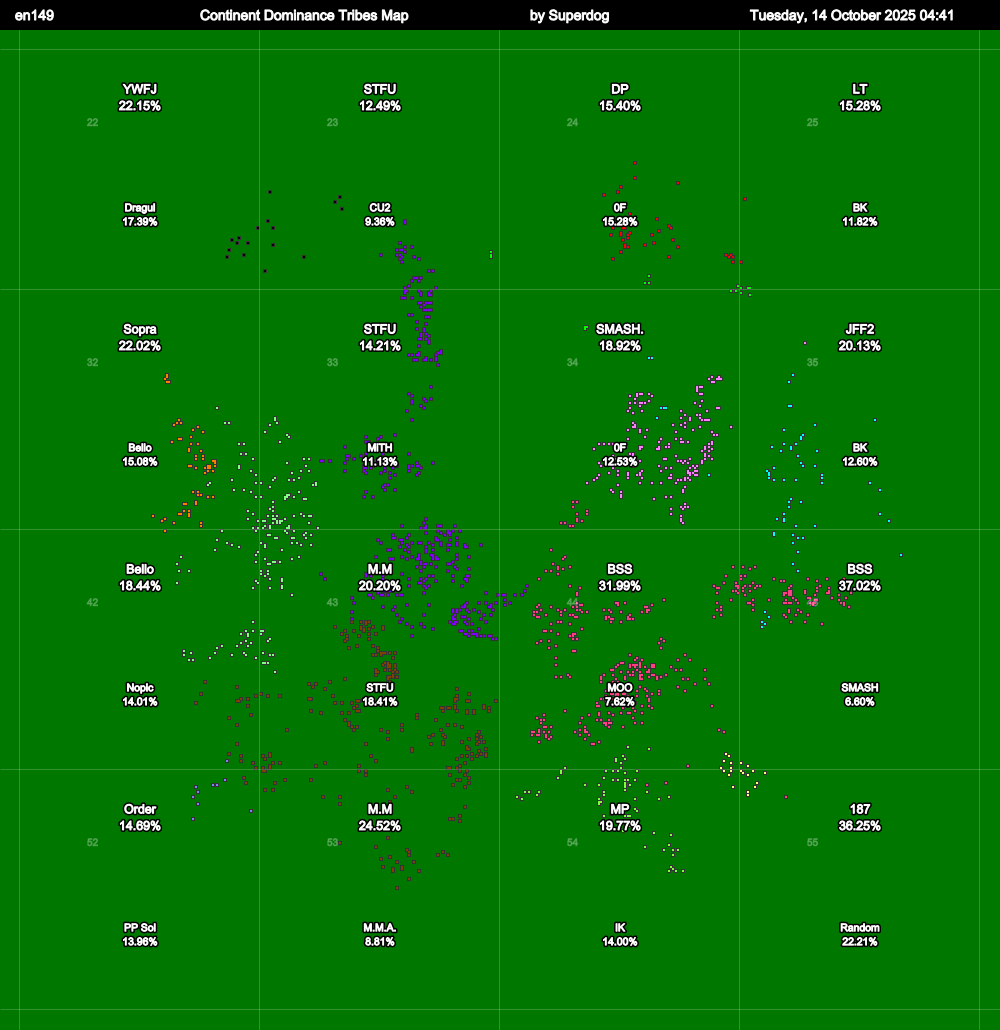 en149 Continent Dominance Tribes Map by Superdog Tuesday, 14 October 2025 04:41
YWFJ STFU DP LT
22.15% 12.49% 15.40% 15.28%
22 23 24 25
Dragul CU2 0F BK
17.39% 9.36% 15.28% 11.82%
Sopra STFU SMASH. JFF2
22.02% 14.21% 18.92% 20.13%
32 33 34 35
Bello MITH 0F BK
15.08% 11.13% 12.53% 12.60%
Bello M.M BSS BSS
18.44% 20.20% 31.99% 37.02%
42 43 44
Nopic STFU MOO SMASH
14.01% 18.41% 7.62% 6.60%
Order M.M MP 187
14.69% 24.52% 19.77% 36.25%
52 53 54 55
PP Sol M.M.A. IK Random
13.96% 8.81% 14.00% 22.21%